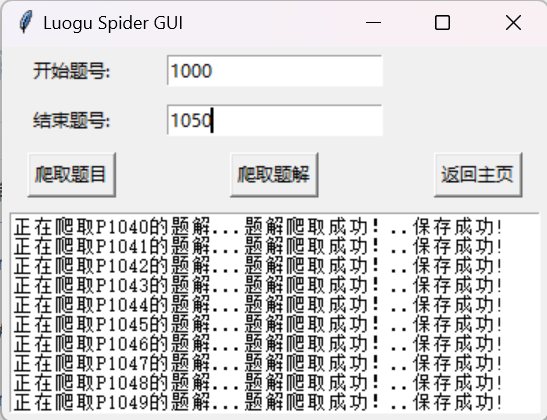 Luogu Spider GUI
开始题号: 1000
结束题号: 1050
爬取题目 爬取题解 返回主页
正在爬取P1040的题解...题解爬取成功!..保存成功!
正在爬取P1041的题解...题解爬取成功!..保存成功!
正在爬取P1042的题解...题解爬取成功!..保存成功!
正在爬取P1043的题解...题解爬取成功!..保存成功!
正在爬取P1044的题解...题解爬取成功!..保存成功!
正在爬取P1045的题解...题解爬取成功!..保存成功!
正在爬取P1046的题解...题解爬取成功!..保存成功!
正在爬取P1047的题解...题解爬取成功!..保存成功!
正在爬取P1048的题解...题解爬取成功!..保存成功!
正在爬取P1049的题解...题解爬取成功!..保存成功!